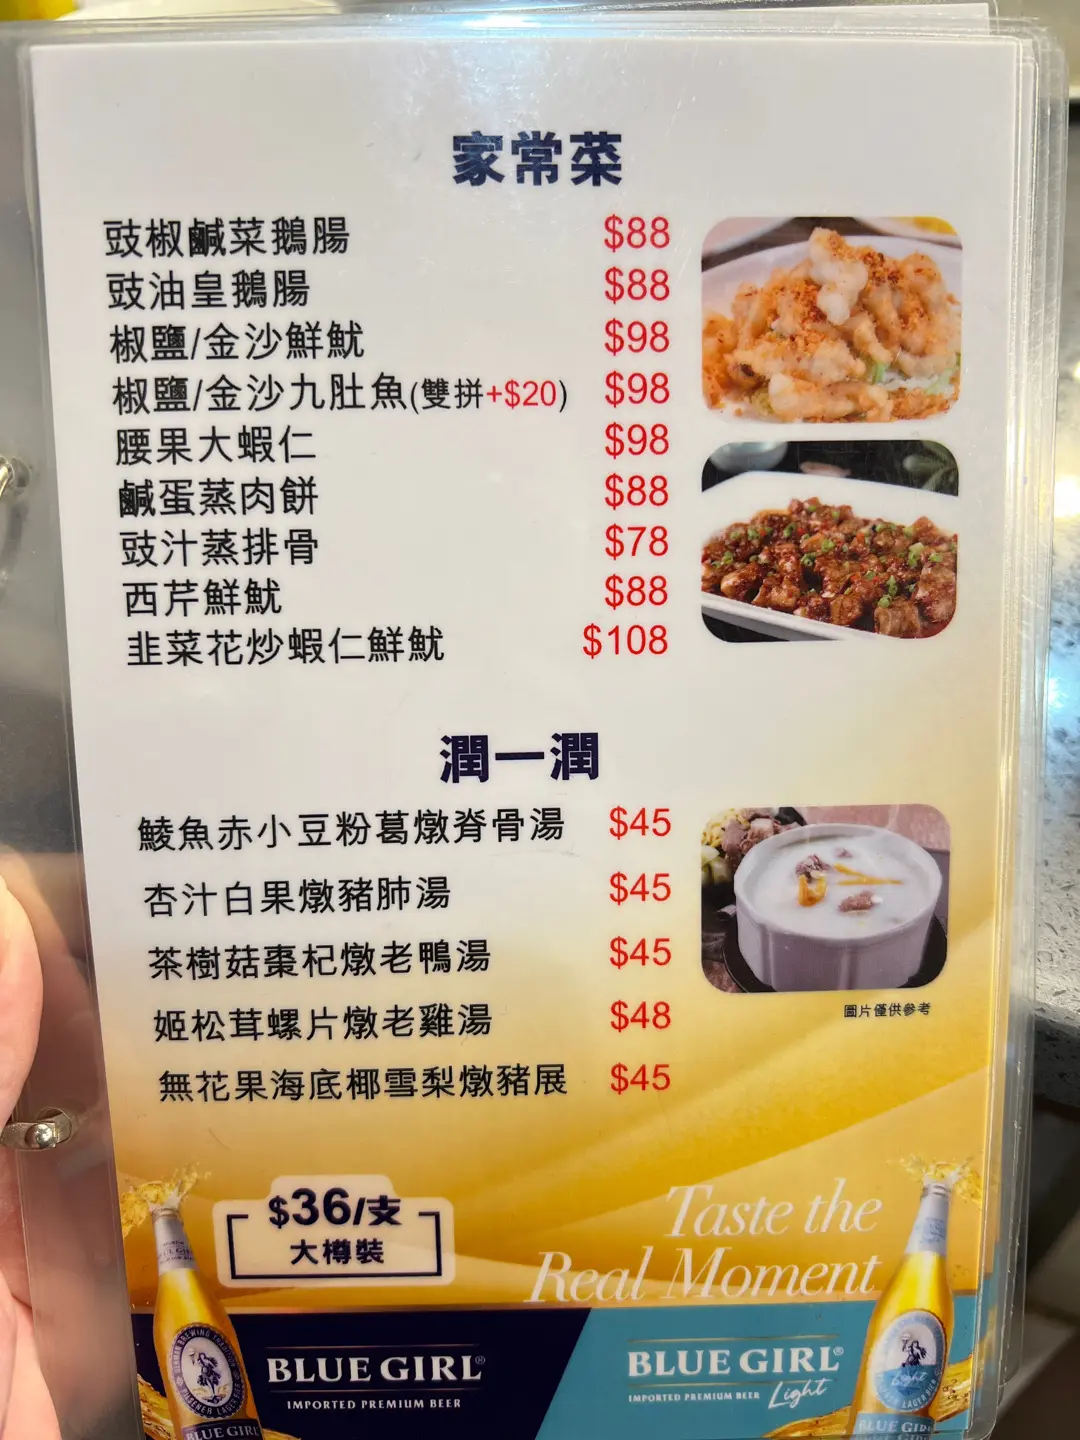 家常菜
豉椒鹹菜鵝腸 $88
豉油皇鵝腸 $88
椒鹽/金沙鮮魷 $98
椒鹽/金沙九肚魚(雙拼+$20) $98
腰果大蝦仁 $98
鹹蛋蒸肉餅 $88
豉汁蒸排骨 $78
西芹鮮魷 $88
韭菜花炒蝦仁鮮魷 $108
潤一潤
鯪魚赤小豆粉葛燉脊骨湯 $45
杏汁白果燉豬肺湯 $45
茶樹菇棗杞燉老鴨湯 $45
姬松茸螺片燉老雞湯 $48
無花果海底椰雪梨燉豬展 $45
圖片僅供參考
$36/支
大樽裝
Taste the
Real Moment
BLUE GIRL®
IMPORTED PREMIUM BEER
BLUE GIRL®
IMPORTED PREMIUM BEER Light
BLUE GIRL
Light
BLUE GIRL